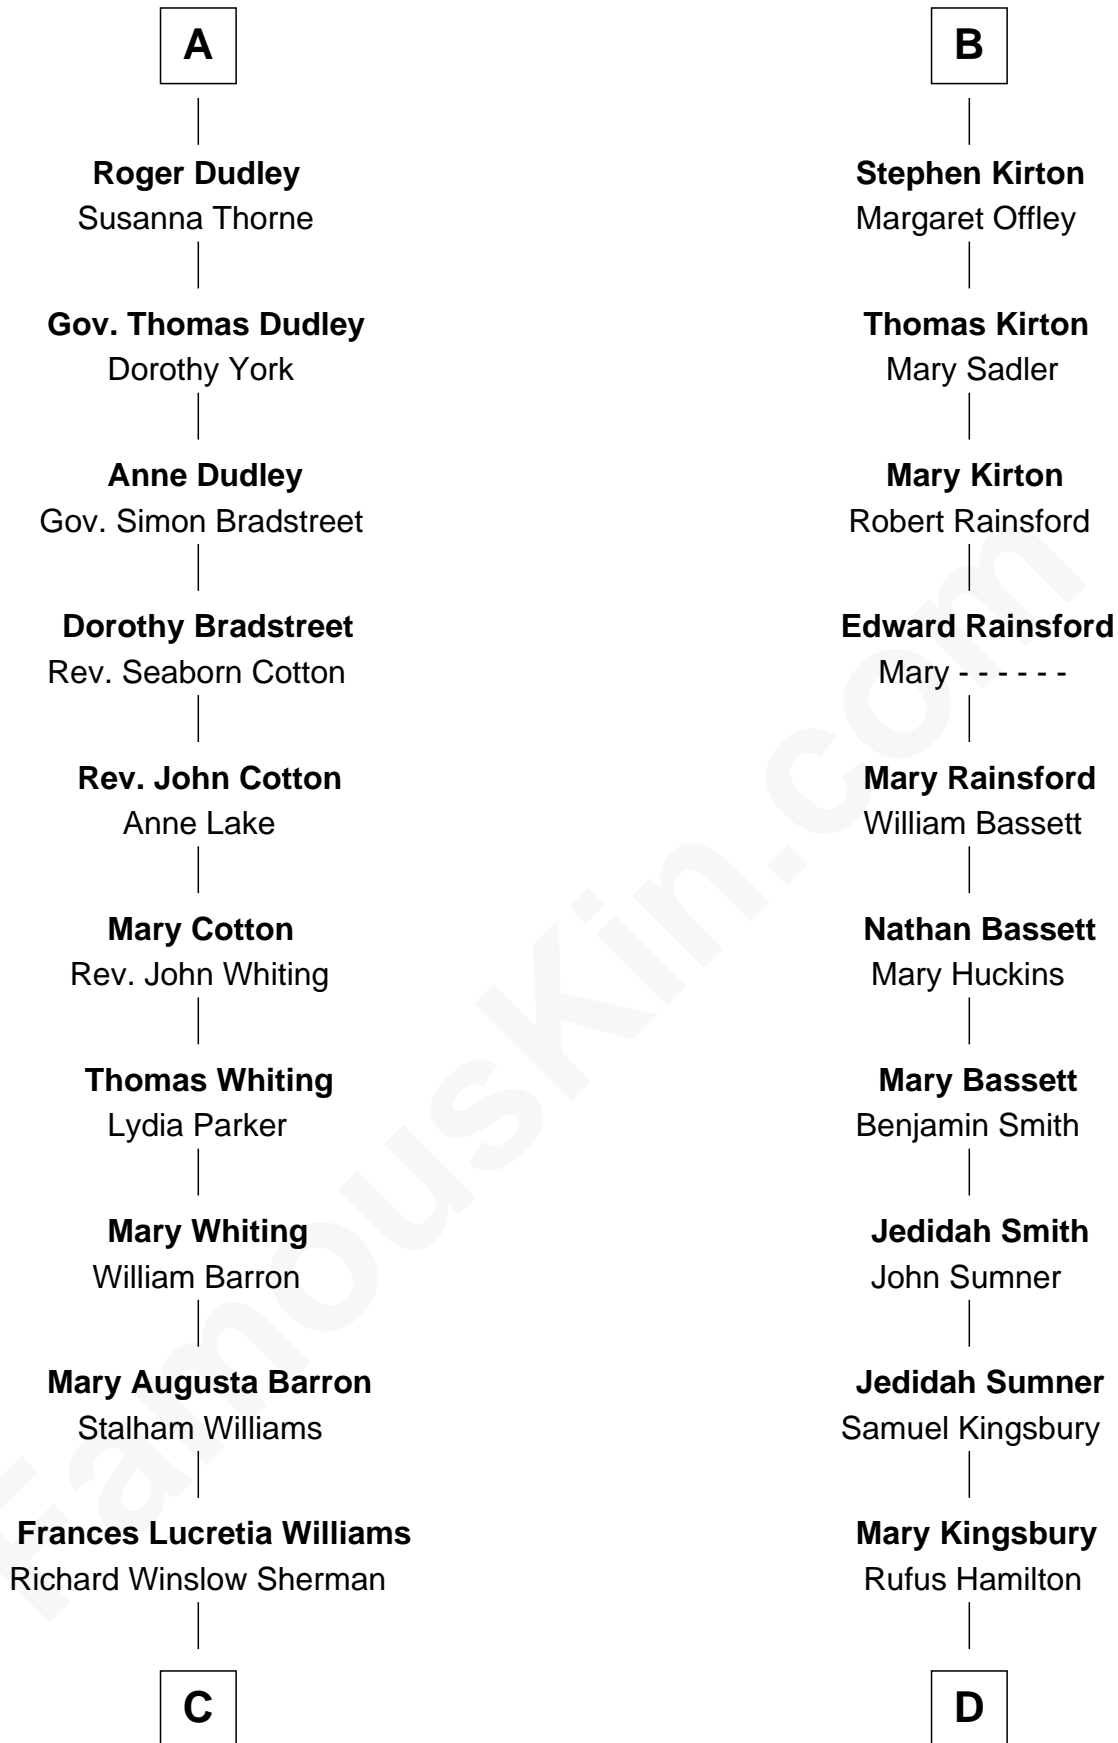 A
Roger Dudley
Susanna Thorne
Gov. Thomas Dudley
Dorothy York
Anne Dudley
Gov. Simon Bradstreet
Dorothy Bradstreet
Rev. Seaborn Cotton
Rev. John Cotton
Anne Lake
Mary Cotton
Rev. John Whiting
Thomas Whiting
Lydia Parker
Mary Whiting
William Barron
Mary Augusta Barron
Stalham Williams
Frances Lucretia Williams
Richard Winslow Sherman
C
B
Stephen Kirton
Margaret Offley
Thomas Kirton
Mary Sadler
Mary Kirton
Robert Rainsford
Edward Rainsford
Mary - - - - - -
Mary Rainsford
William Bassett
Nathan Bassett
Mary Huckins
Mary Bassett
Benjamin Smith
Jedidah Smith
John Sumner
Jedidah Sumner
Samuel Kingsbury
Mary Kingsbury
Rufus Hamilton
D
FamousKin.com